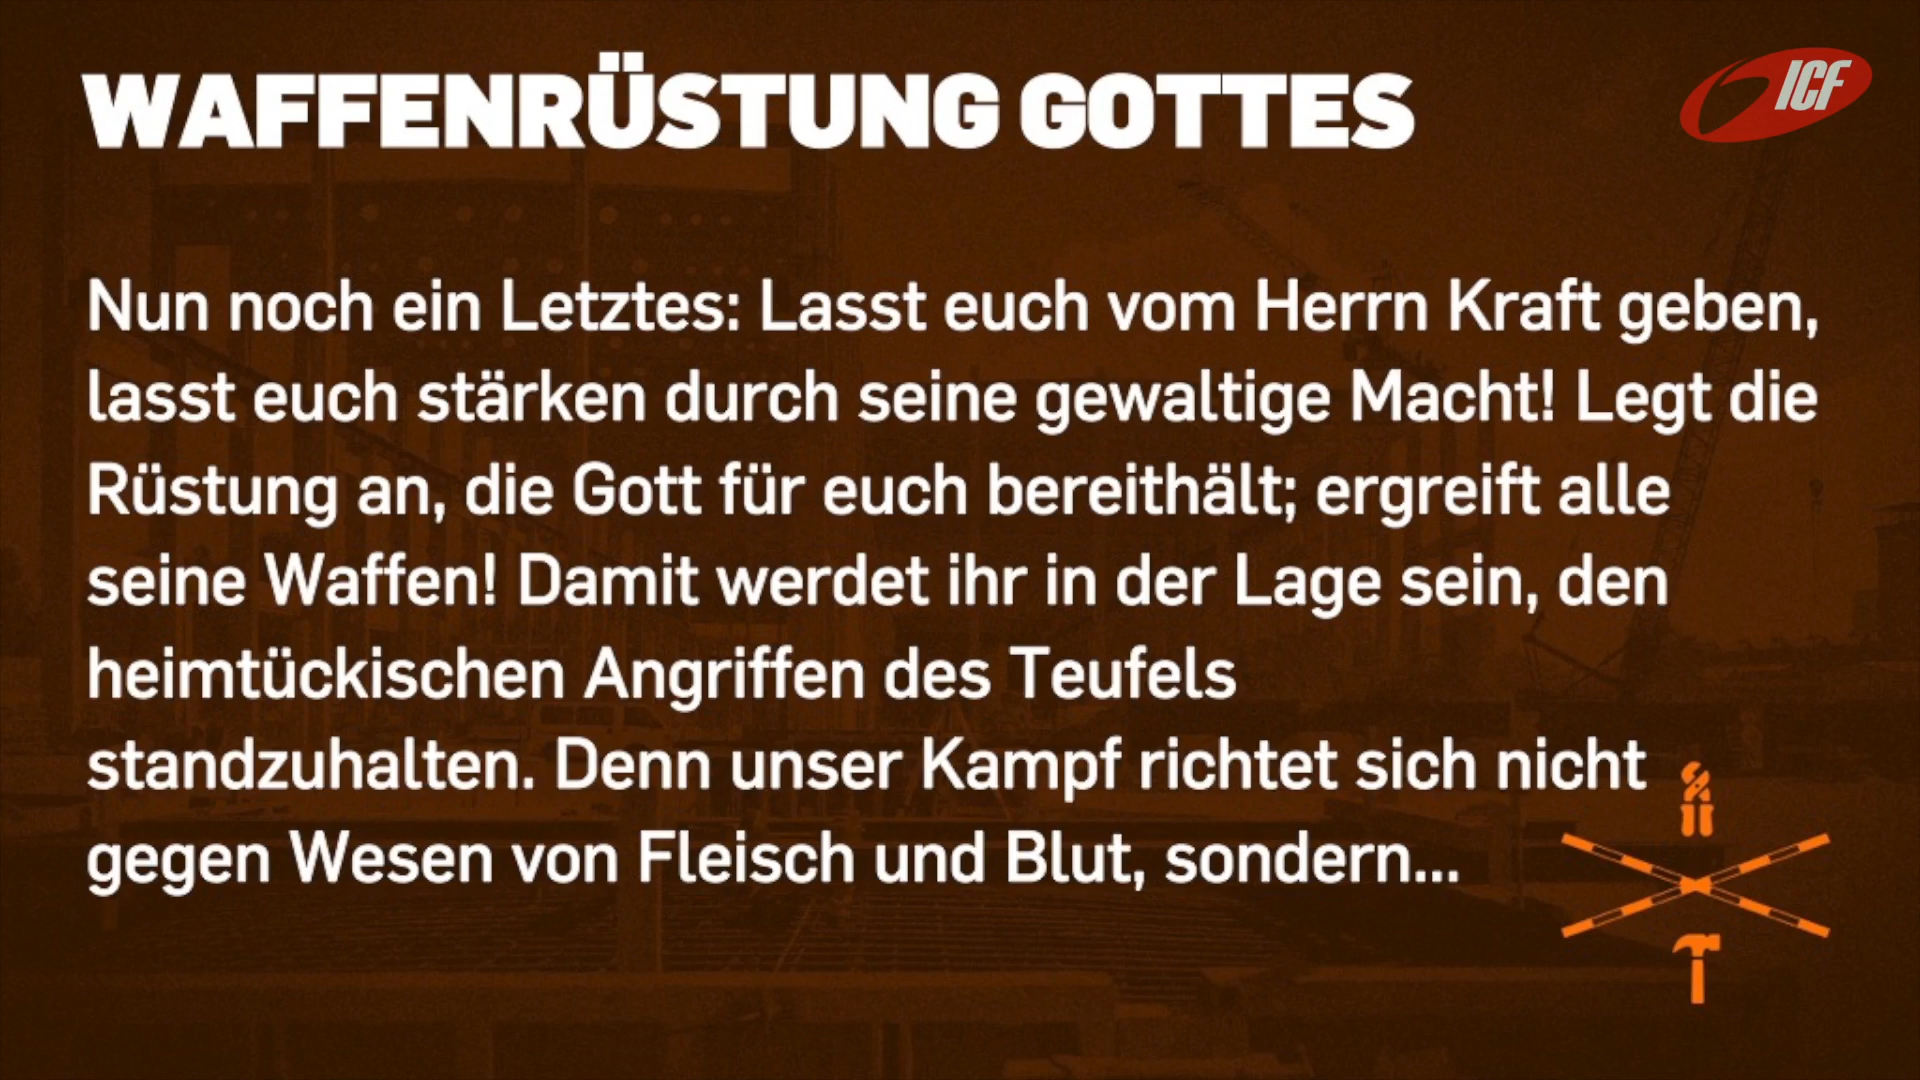 WAFFENRÜSTUNG GOTTES
ICF
Nun noch ein Letztes: Lasst euch vom Herrn Kraft geben,
lasst euch stärken durch seine gewaltige Macht! Legt die
Rüstung an, die Gott für euch bereithält; ergreift alle
seine Waffen! Damit werdet ihr in der Lage sein, den
heimtückischen Angriffen des Teufels
standzuhalten. Denn unser Kampf richtet sich nicht
gegen Wesen von Fleisch und Blut, sondern...